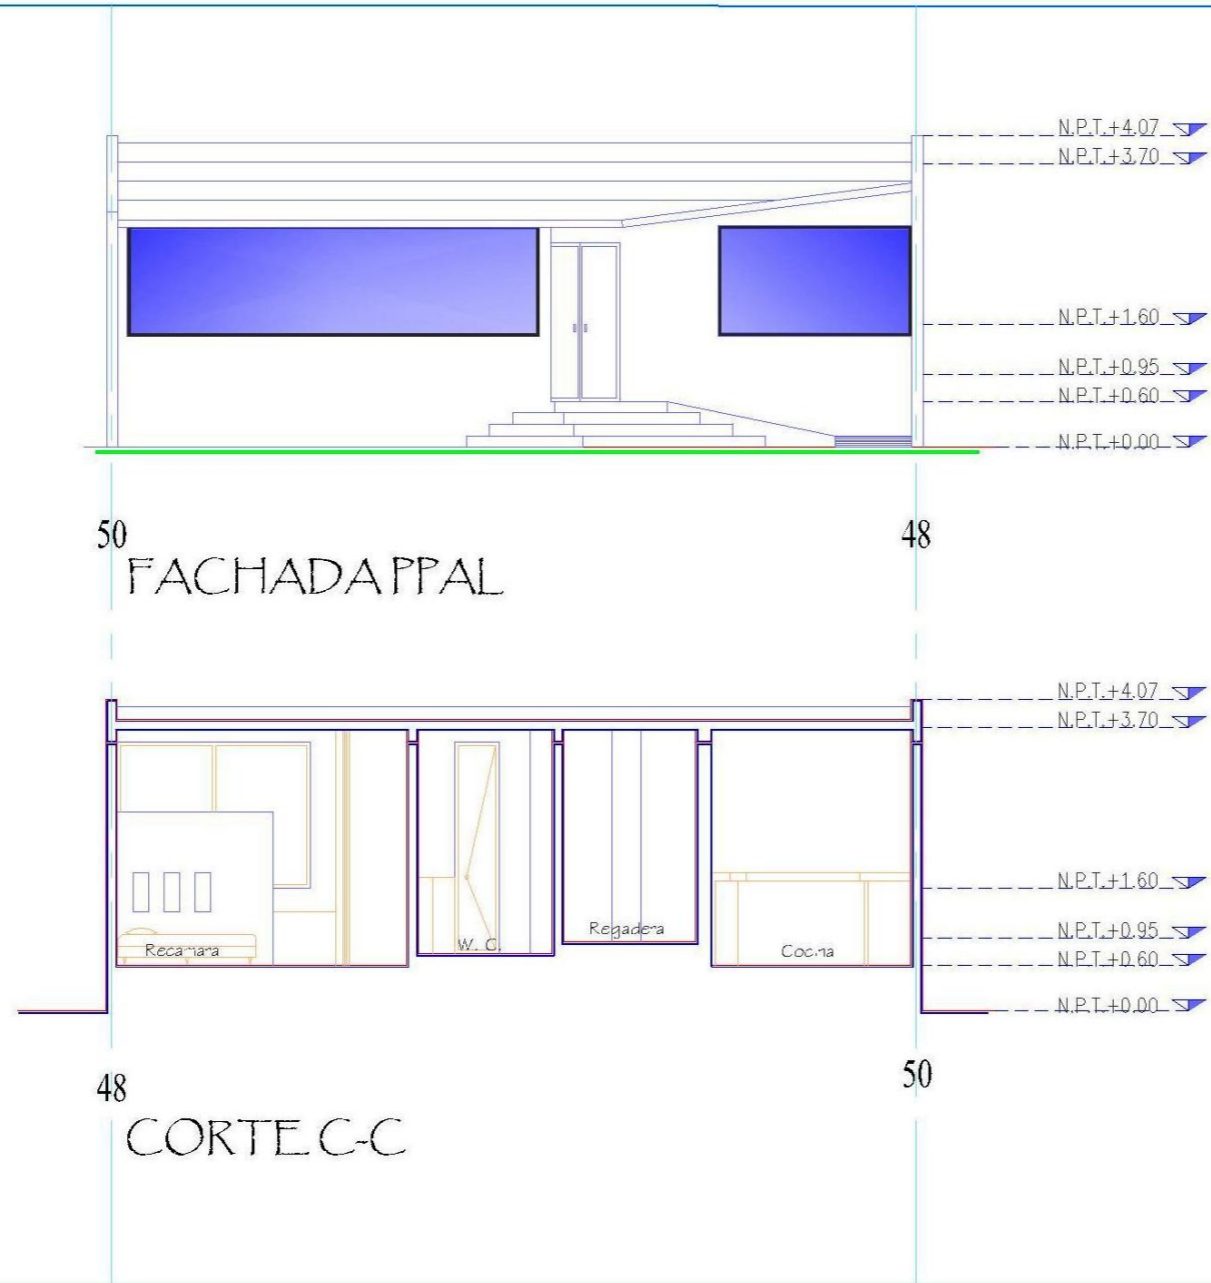 N.P.T.+4.07
N.P.T.+3.70
N.P.T.+1.60
N.P.T.+0.95
N.P.T.+0.60
N.P.T.+0.00
50
48
FACHADA PPAL
N.P.T.+4.07
N.P.T.+3.70
N.P.T.+1.60
N.P.T.+0.95
N.P.T.+0.60
N.P.T.+0.00
Recamara
W. C.
Regadera
Cocina
48
50
CORTE C-C